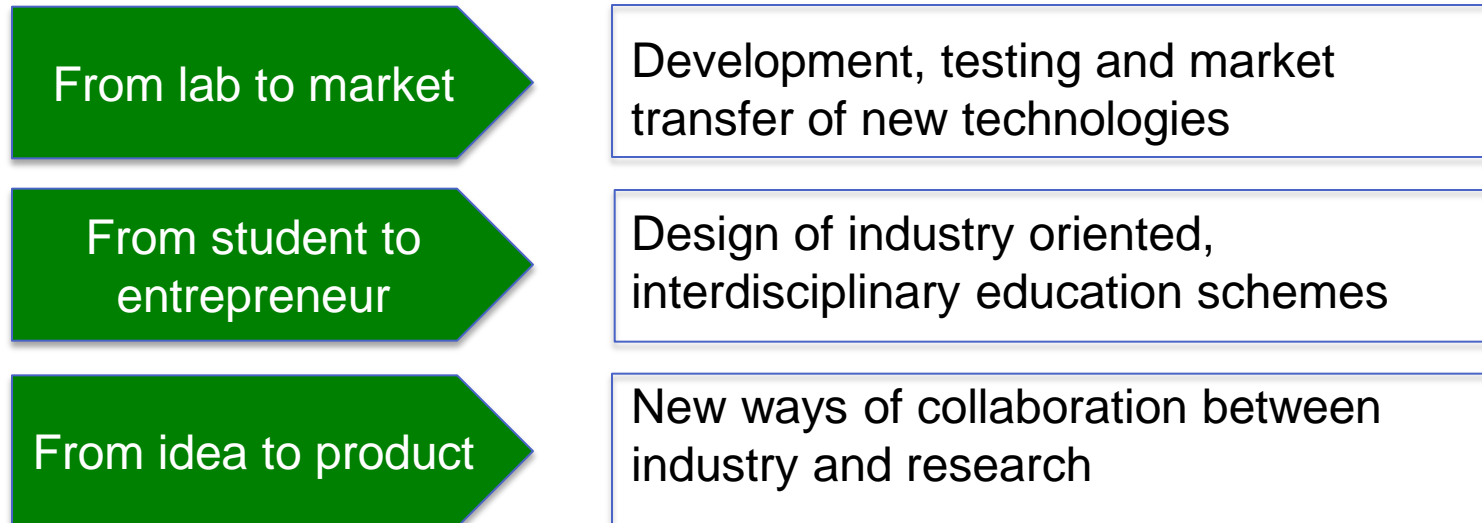 From lab to market
Development, testing and market
transfer of new technologies
From student to
entrepreneur
Design of industry oriented,
interdisciplinary education schemes
From idea to product
New ways of collaboration between
industry and research